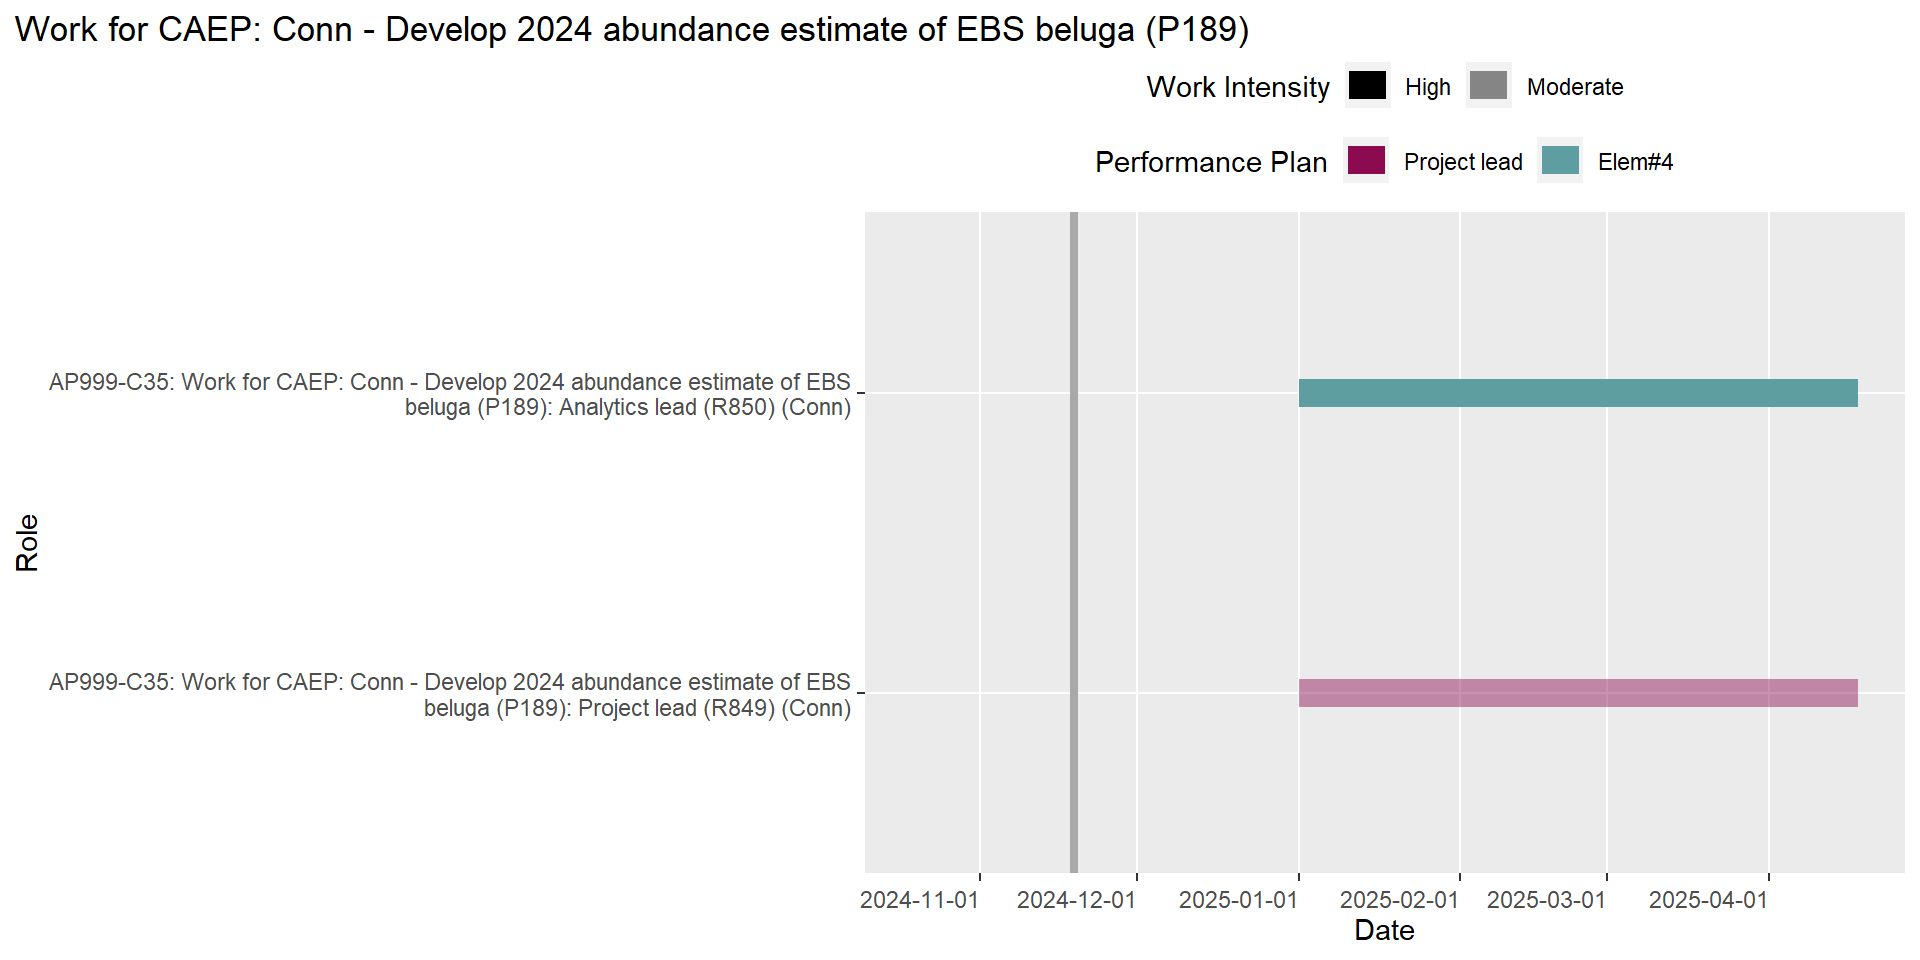 Work for CAEP: Conn - Develop 2024 abundance estimate of EBS beluga (P189)
Work Intensity High Moderate
Performance Plan Project lead Elem#4
AP999-C35: Work for CAEP: Conn - Develop 2024 abundance estimate of EBS
beluga (P189): Analytics lead (R850) (Conn)
Role
AP999-C35: Work for CAEP: Conn - Develop 2024 abundance estimate of EBS
beluga (P189): Project lead (R849) (Conn)
2024-11-01 2024-12-01 2025-01-01 2025-02-01 2025-03-01 2025-04-01
Date